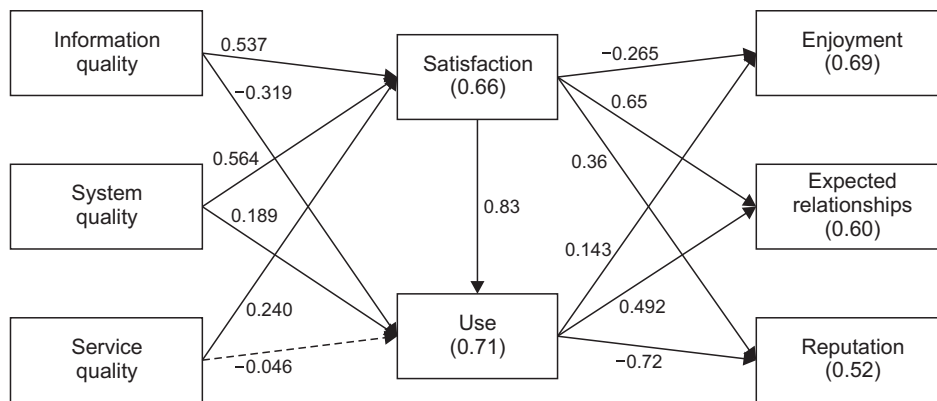 Information
quality
System
quality
Service
quality
0.537
−0.319
0.564
0.189
0.240
−0.046
Satisfaction
(0.66)
0.83
Use
(0.71)
−0.265
0.65
0.36
0.143
0.492
−0.72
Enjoyment
(0.69)
Expected
relationships
(0.60)
Reputation
(0.52)